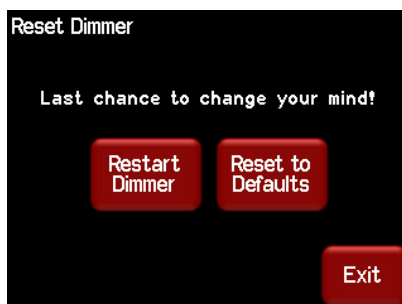 Reset Dimmer
Last chance to change your mind!
Restart
Dimmer
Reset to
Defaults
Exit